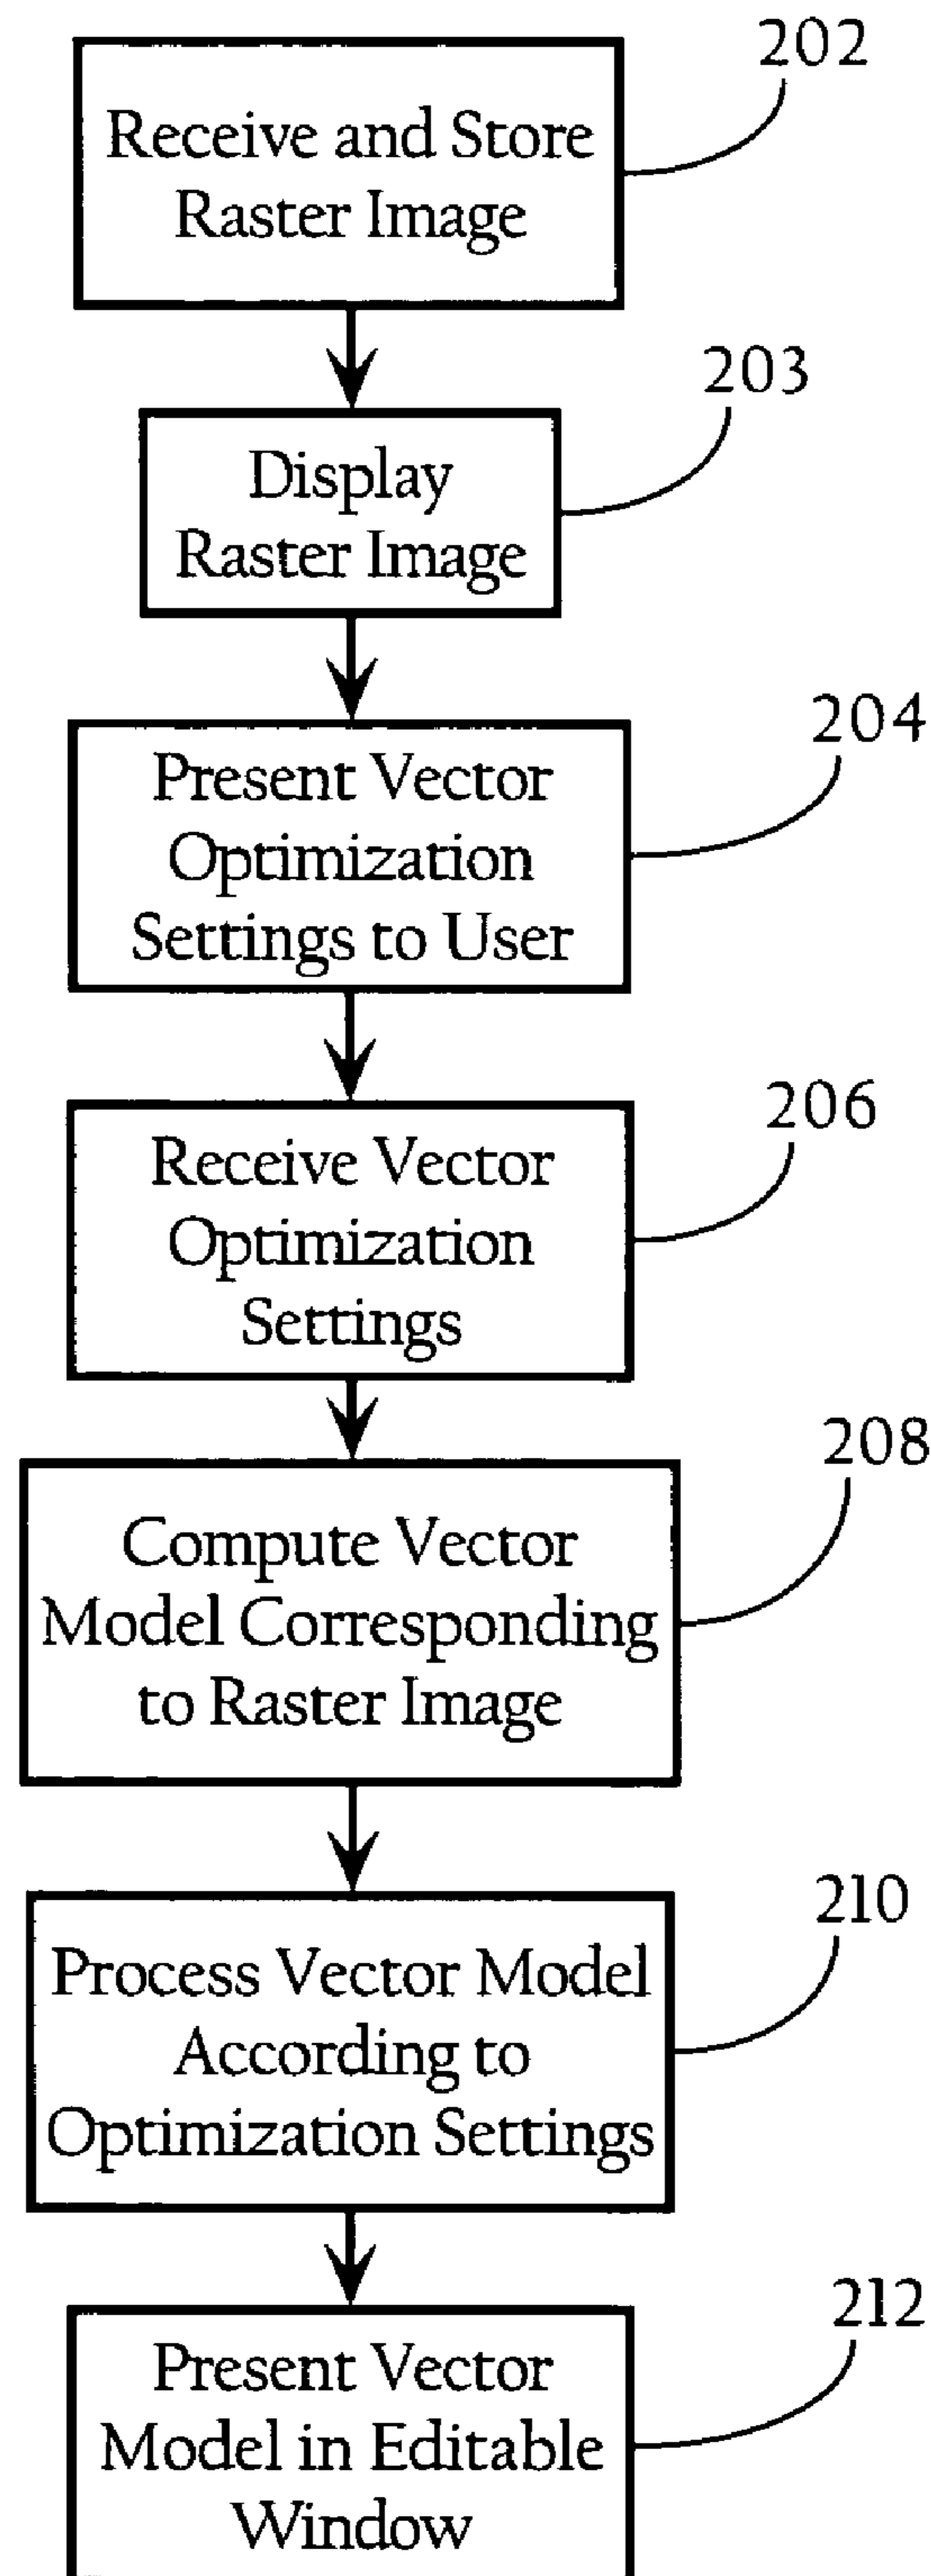 202
Receive and Store
Raster Image
203
Display
Raster Image
204
Present Vector
Optimization
Settings to User
206
Receive Vector
Optimization
Settings
208
Compute Vector
Model Corresponding
to Raster Image
210
Process Vector Model
According to
Optimization Settings
212
Present Vector
Model in Editable
Window